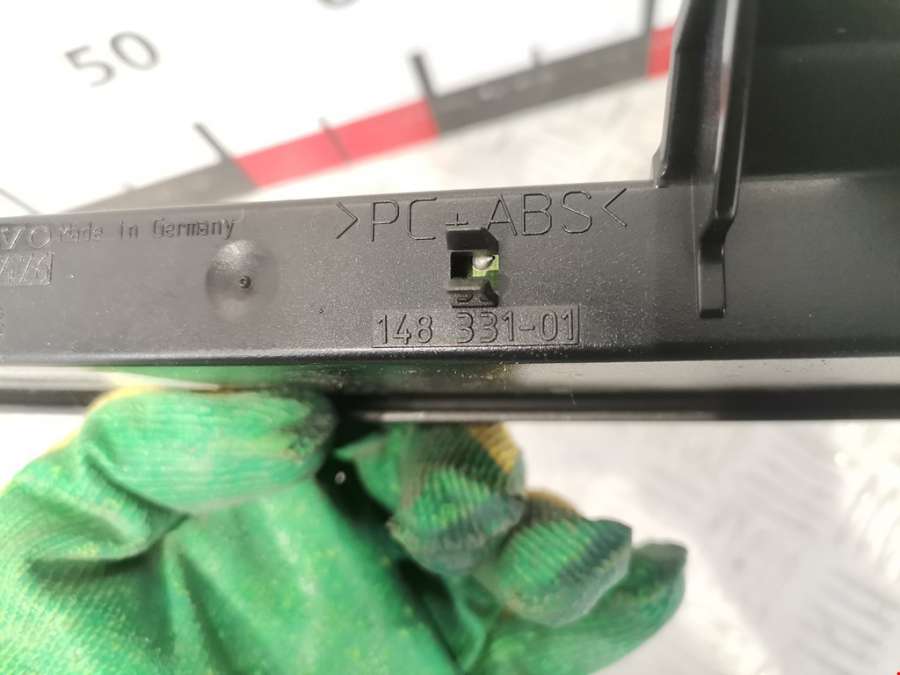 50
Made in Germany
>PC+ABS<
148 331-01